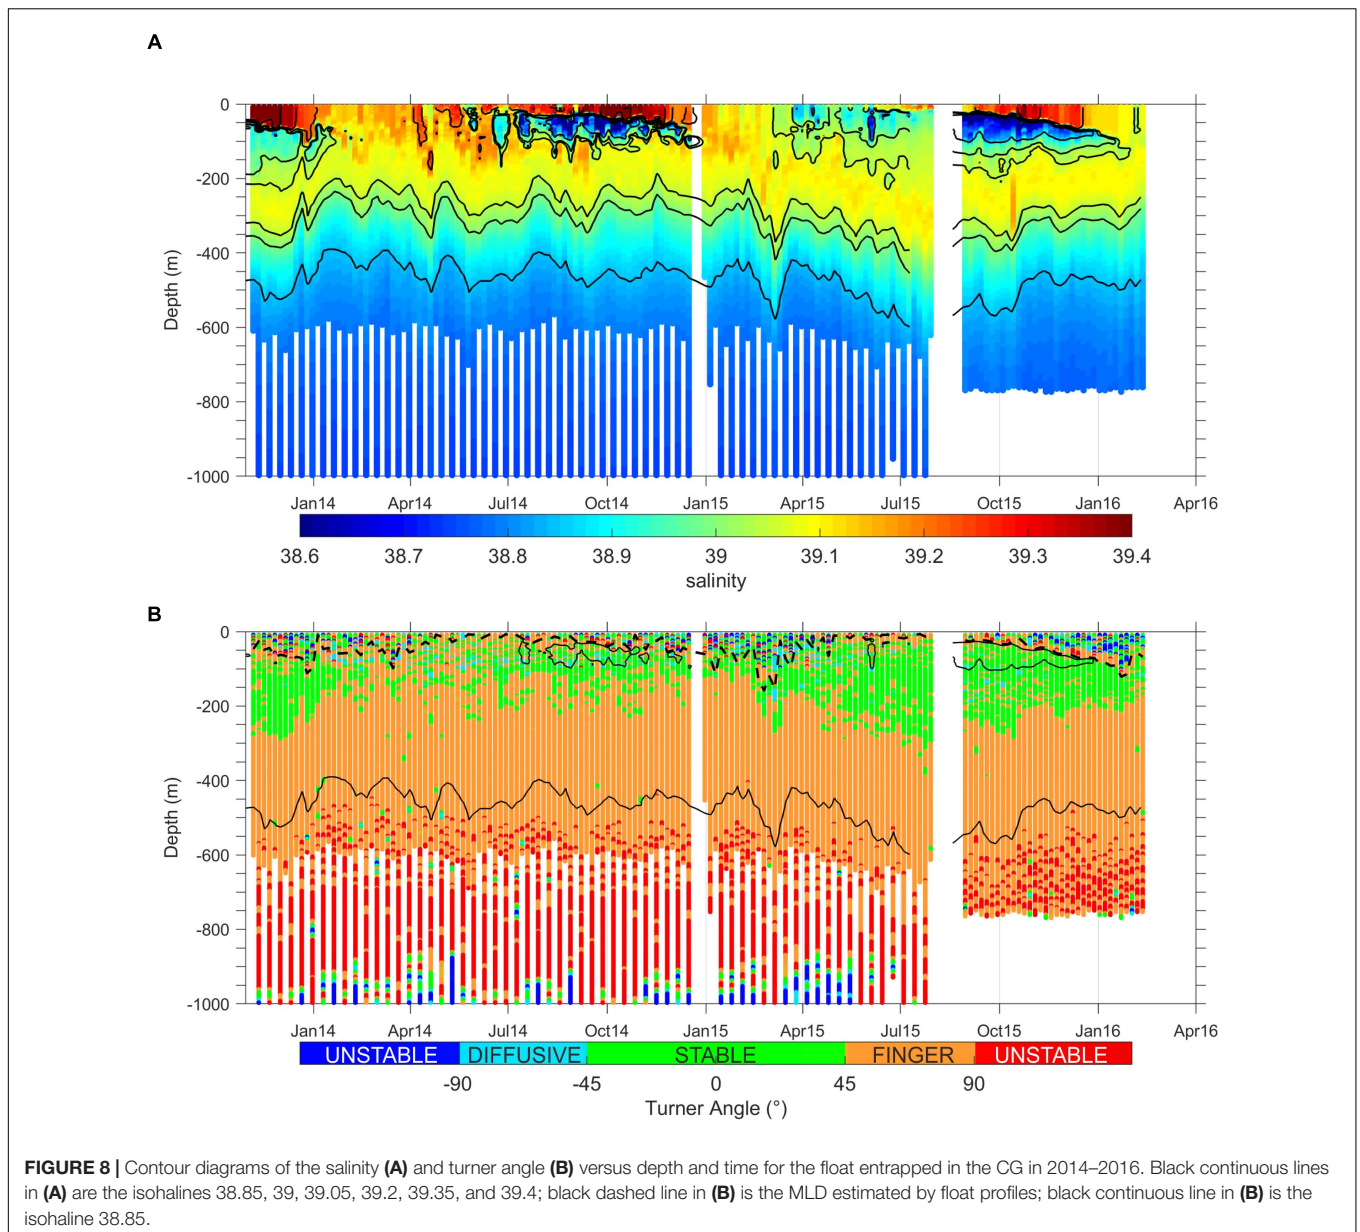 A
0
-200
-400
-600
-800
-1000
Depth (m)
Jan14 Apr14 Jul14 Oct14 Jan15 Apr15 Jul15 Oct15 Jan16 Apr16
38.6 38.7 38.8 38.9 39 39.1 39.2 39.3 39.4
salinity
B
0
-200
-400
-600
-800
-1000
Depth (m)
Jan14 Apr14 Jul14 Oct14 Jan15 Apr15 Jul15 Oct15 Jan16 Apr16
UNSTABLE DIFFUSIVE STABLE FINGER UNSTABLE
-90 -45 0 45 90
Turner Angle (°)
FIGURE 8 | Contour diagrams of the salinity (A) and turner angle (B) versus depth and time for the float entrapped in the CG in 2014–2016. Black continuous lines
in (A) are the isohalines 38.85, 39, 39.05, 39.2, 39.35, and 39.4; black dashed line in (B) is the MLD estimated by float profiles; black continuous line in (B) is the
isohaline 38.85.